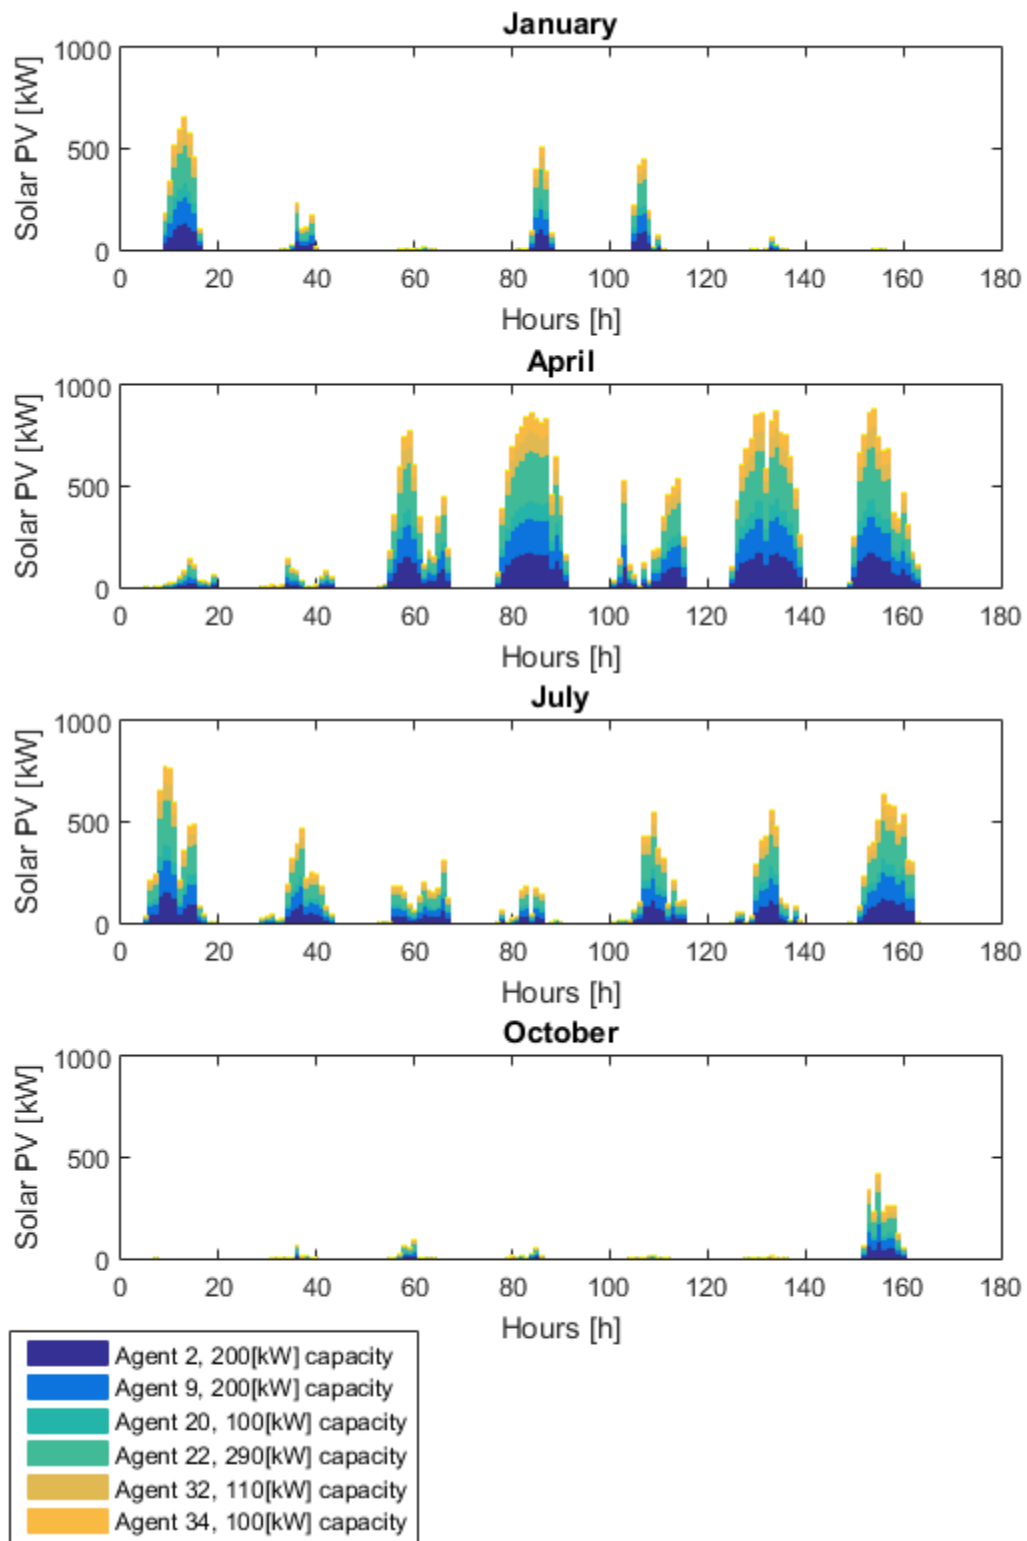 January
1000
500
0
Solar PV [kW]
0 20 40 60 80 100 120 140 160 180
Hours [h]
April
1000
500
0
Solar PV [kW]
0 20 40 60 80 100 120 140 160 180
Hours [h]
July
1000
500
0
Solar PV [kW]
0 20 40 60 80 100 120 140 160 180
Hours [h]
October
1000
500
0
Solar PV [kW]
0 20 40 60 80 100 120 140 160 180
Hours [h]
Agent 2, 200[kW] capacity
Agent 9, 200[kW] capacity
Agent 20, 100[kW] capacity
Agent 22, 290[kW] capacity
Agent 32, 110[kW] capacity
Agent 34, 100[kW] capacity